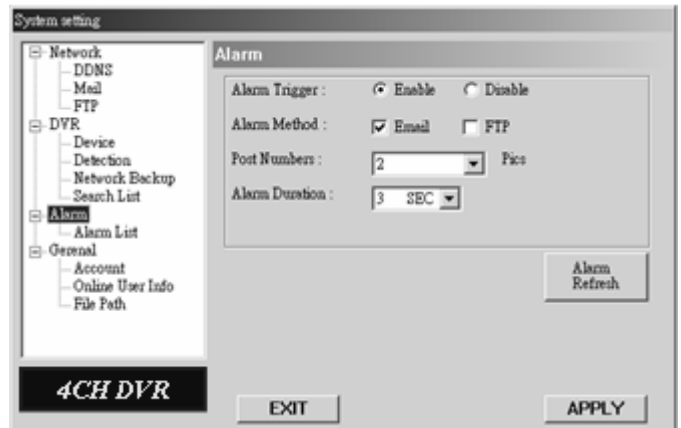 System setting
Network
DDNS
Mail
FTP
DVR
Device
Detection
Network Backup
Search List
Alarm
Alarm List
Gerenal
Account
Online User Info
File Path
4CH DVR
Alarm
Alarm Trigger : Enable Disable
Alarm Method : Email FTP
Post Numbers : 2 Pics
Alarm Duration : 3 SEC
Alarm
Refresh
EXIT APPLY